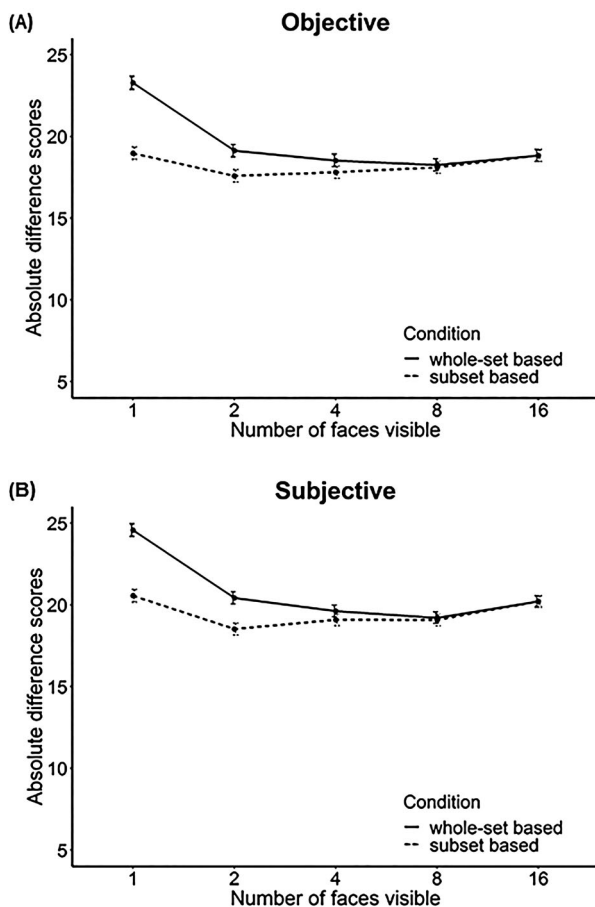 (A)
Objective
Absolute difference scores
25
20
15
10
5
Condition
whole-set based
subset based
1 2 4 8 16
Number of faces visible
(B)
Subjective
Absolute difference scores
25
20
15
10
5
Condition
whole-set based
subset based
1 2 4 8 16
Number of faces visible